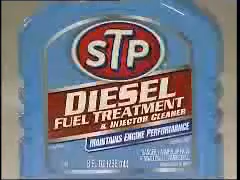 STP
DIESEL
FUEL TREATMENT
& INJECTOR CLEANER
MAINTAINS ENGINE PERFORMANCE